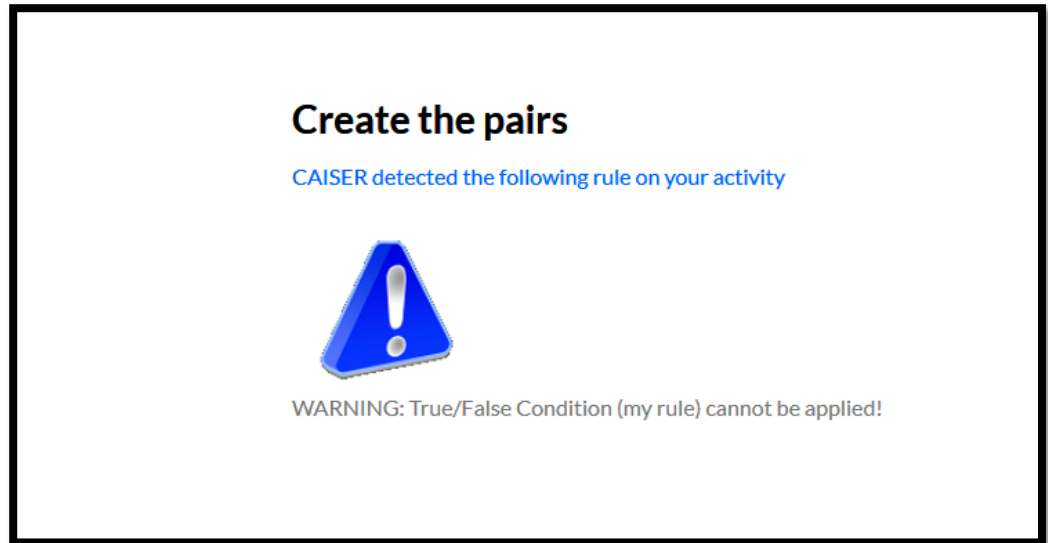 Create the pairs
CAISER detected the following rule on your activity
WARNING: True/False Condition (my rule) cannot be applied!